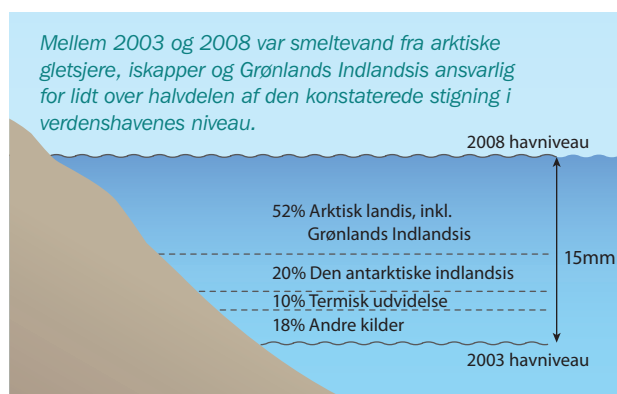 Mellem 2003 og 2008 var smeltevand fra arktiske
gletsjere, iskapper og Grønlands Indlandsis ansvarlig
for lidt over halvdelen af den konstaterede stigning i
verdenshavenes niveau.
2008 havniveau
52% Arktisk landis, inkl.
Grønlands Indlandsis
15mm
20% Den antarktiske indlandsis
10% Termisk udvidelse
18% Andre kilder
2003 havniveau